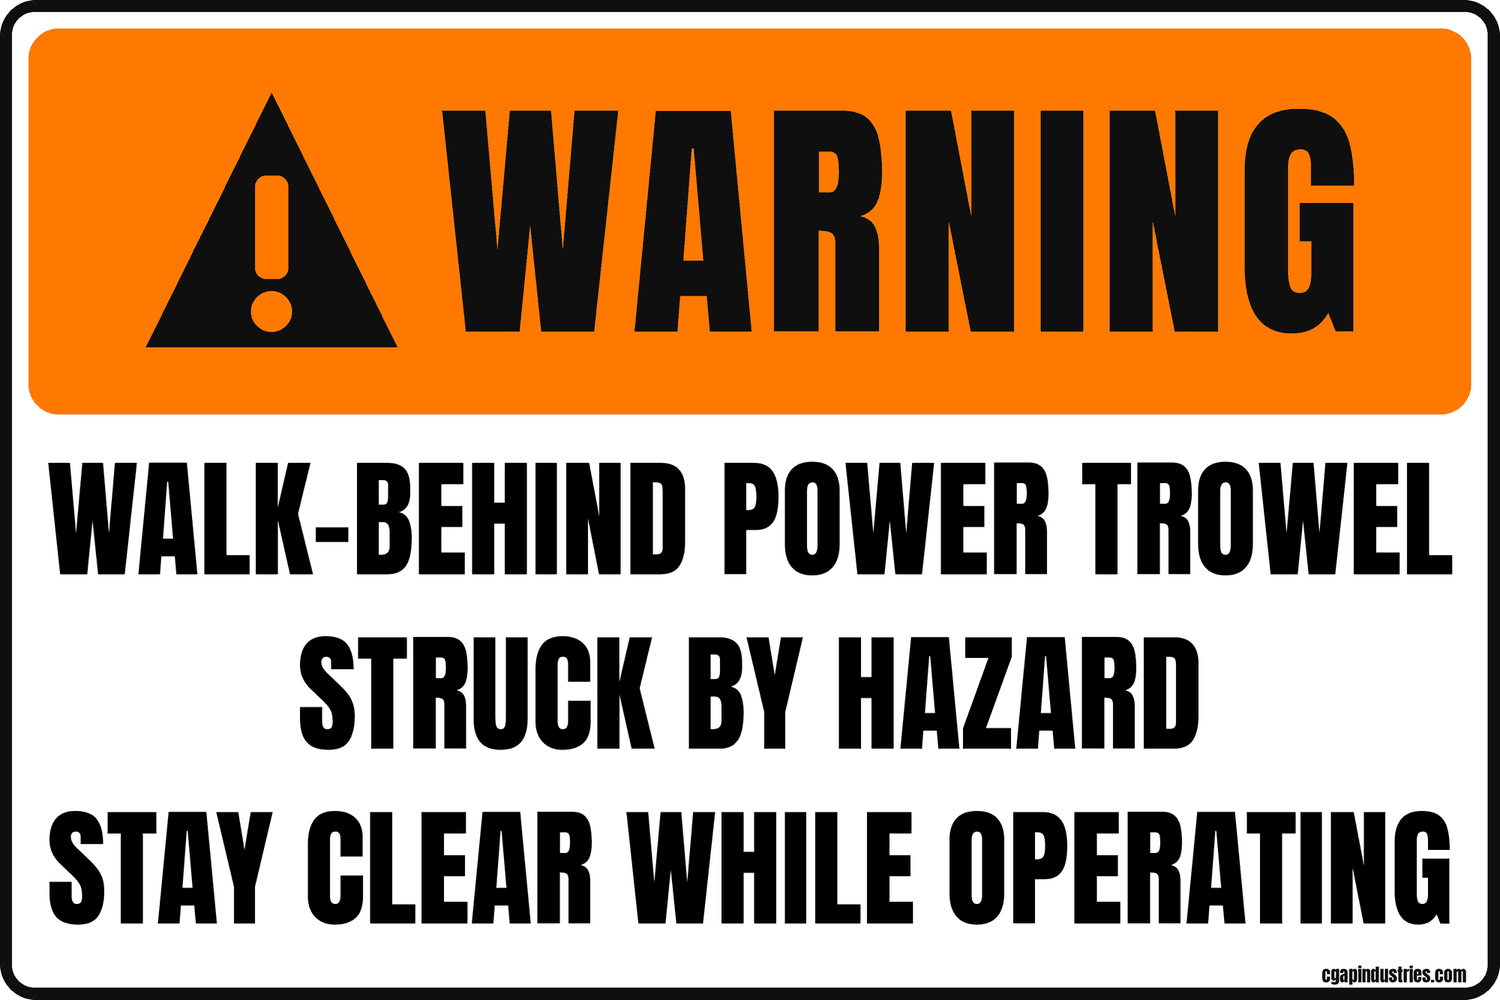 WARNING
WALK-BEHIND POWER TROWEL
STRUCK BY HAZARD
STAY CLEAR WHILE OPERATING
cgapindustries.com